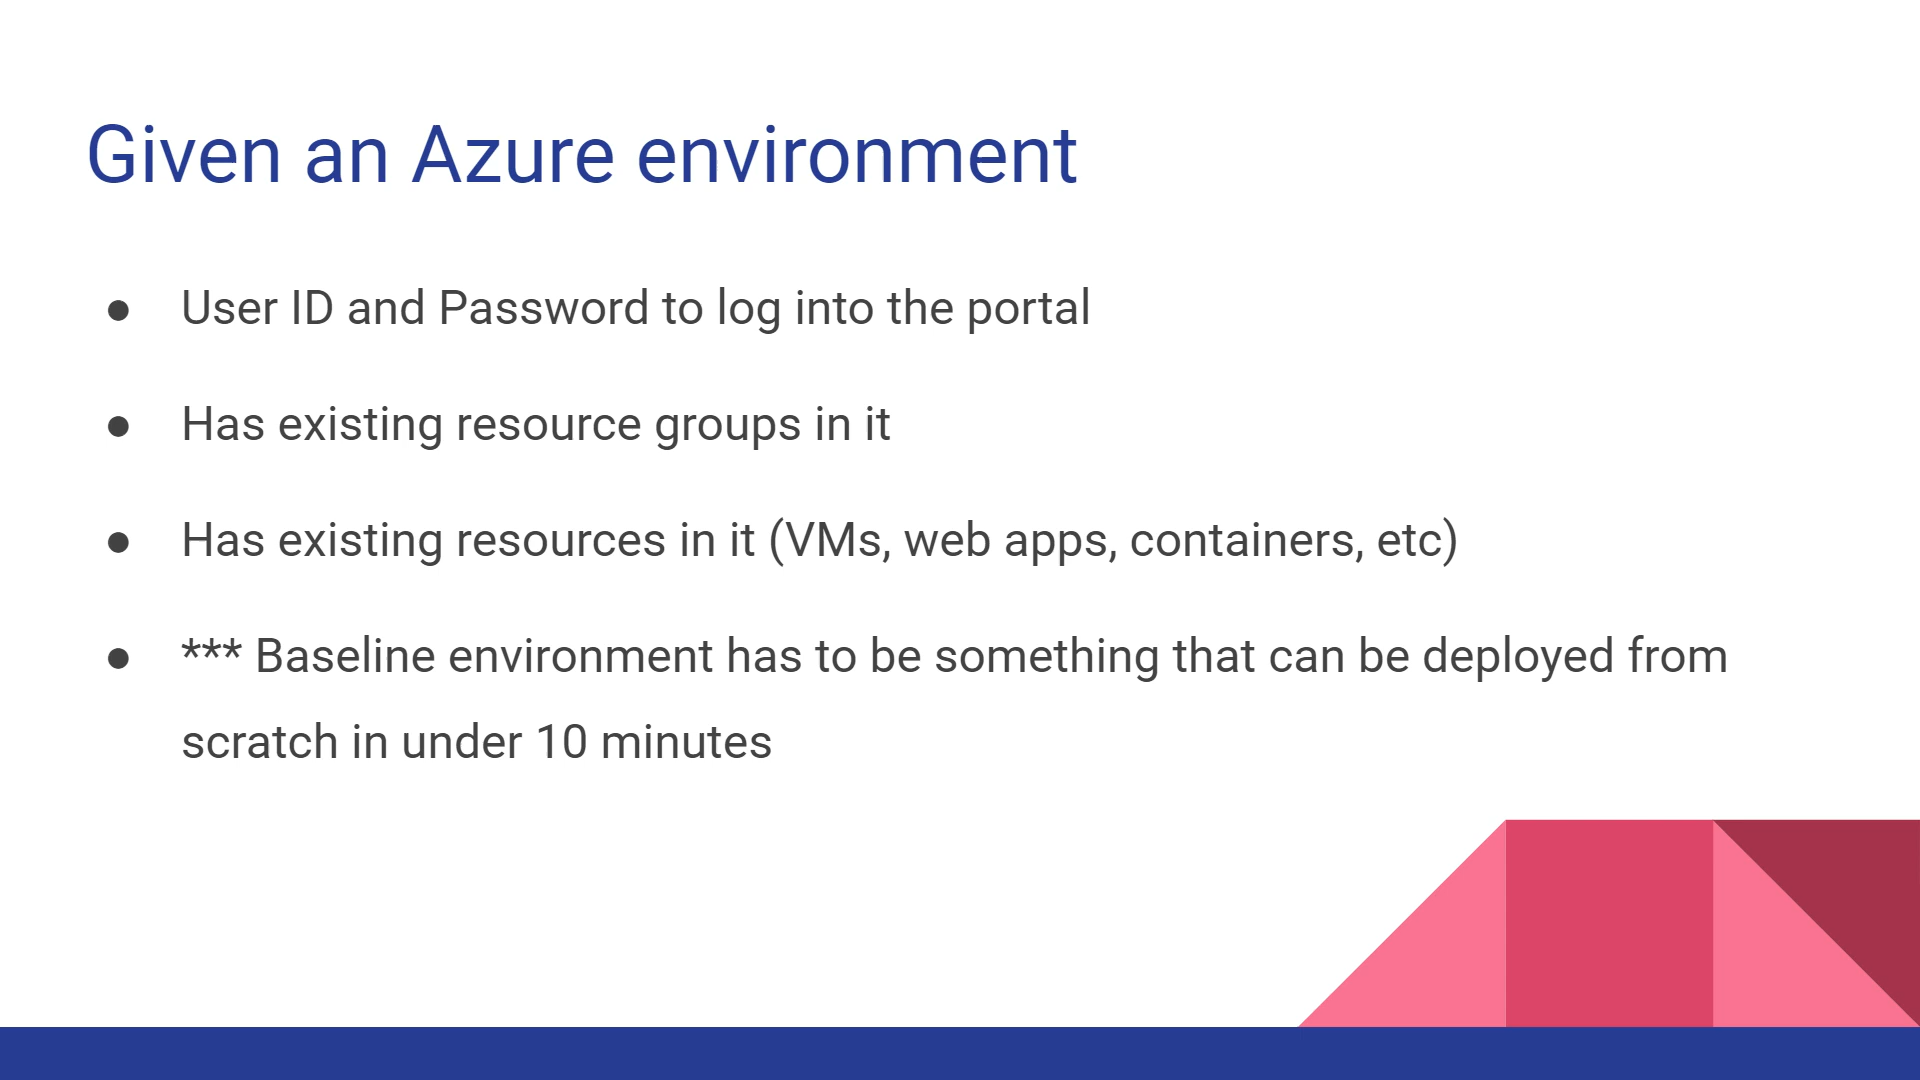 Given an Azure environment
● User ID and Password to log into the portal
● Has existing resource groups in it
● Has existing resources in it (VMs, web apps, containers, etc)
● *** Baseline environment has to be something that can be deployed from
scratch in under 10 minutes